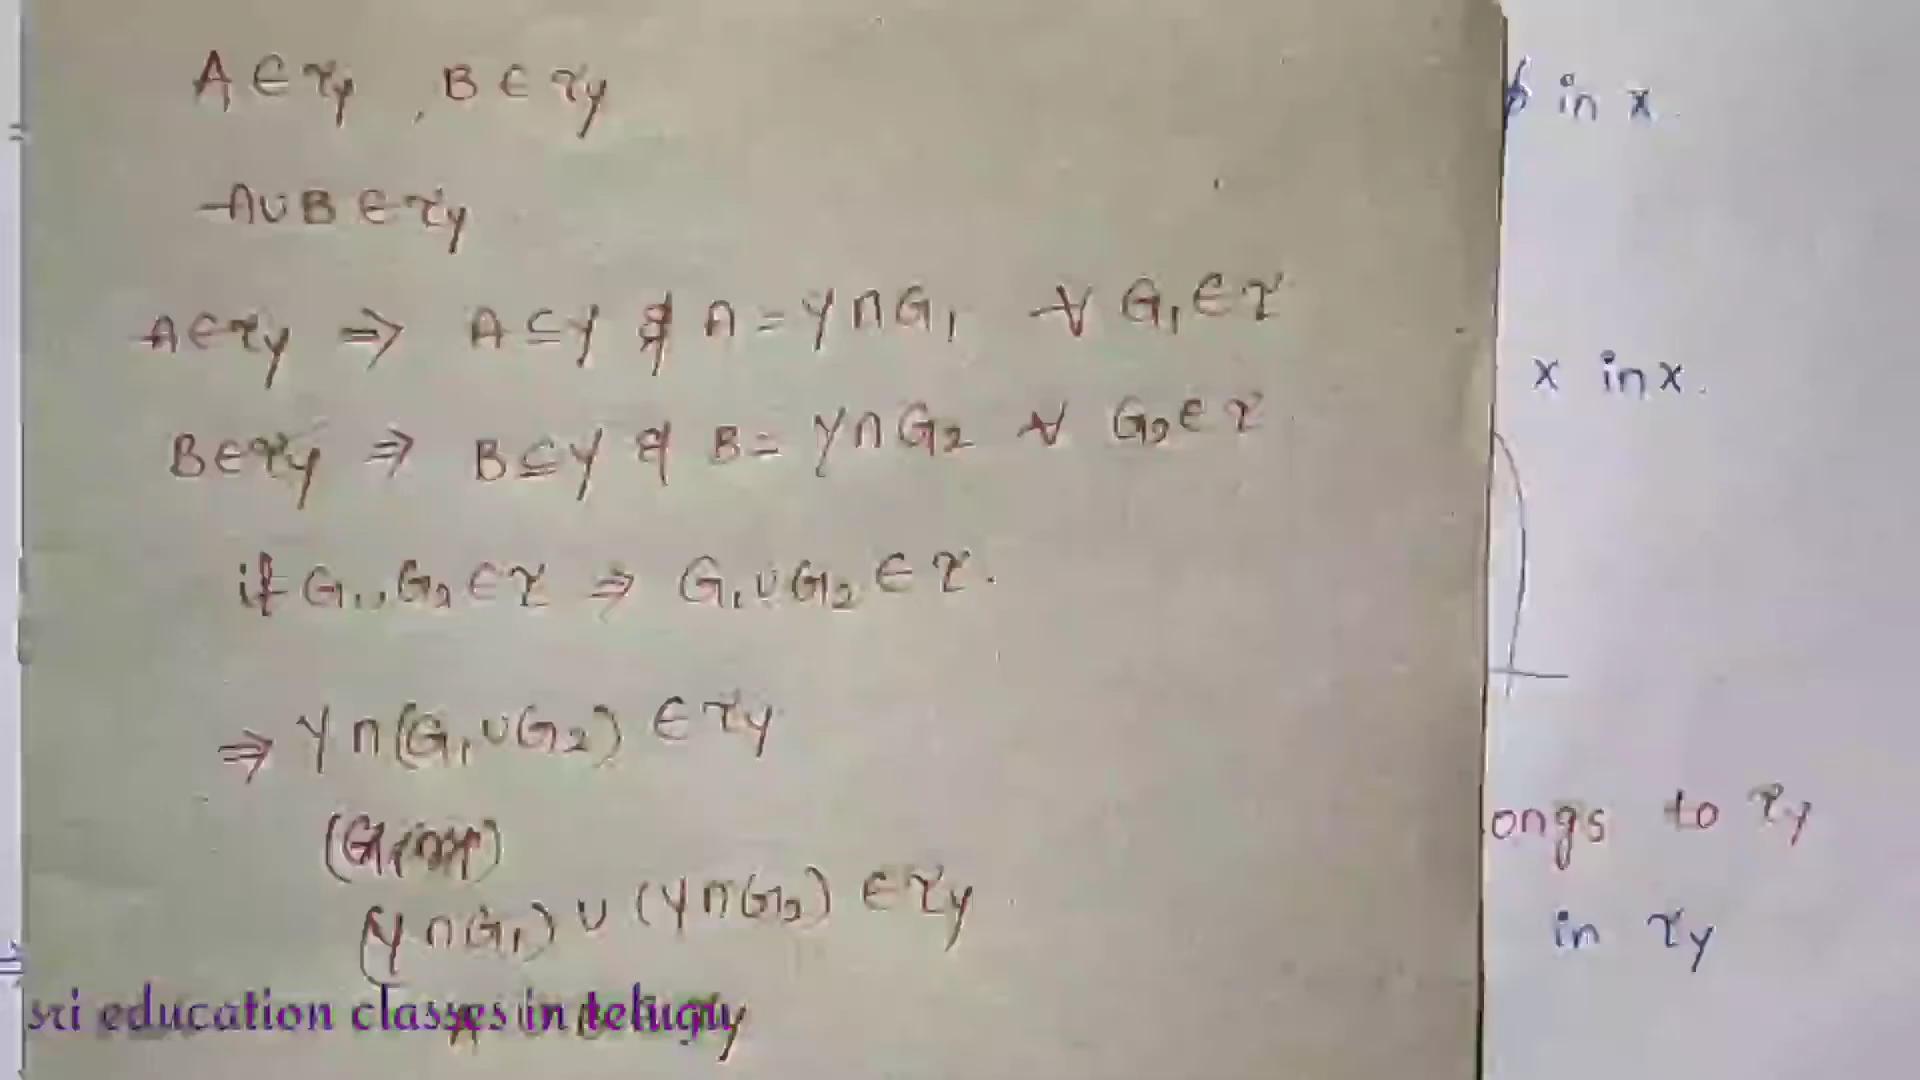 A ∈ τy , B ∈ τy
A∪B ∈ τy
A∈τy ⇒ A⊆y & A = Y∩G₁ ∀ G₁∈τ
B∈τy ⇒ B⊆y & B = Y∩G₂ ∀ G₂∈τ
if G₁, G₂ ∈ τ ⇒ G₁∪G₂ ∈ τ.
⇒ Y∩(G₁∪G₂) ∈ τy
(Y∩G₁) ∪ (Y∩G₂) ∈ τy
sri education classes in telugu
in x.
x in x.
ongs to τy
in τy